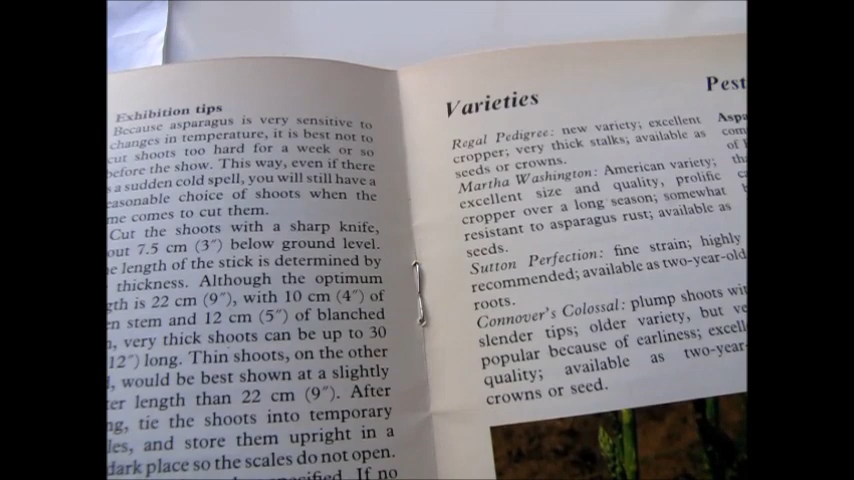 Exhibition tips
Because asparagus is very sensitive to
changes in temperature, it is best not to
cut shoots too hard for a week or so
before the show. This way, even if there
s a sudden cold spell, you will still have a
easonable choice of shoots when the
me comes to cut them.
Cut the shoots with a sharp knife,
out 7.5 cm (3″) below ground level.
e length of the stick is determined by
thickness. Although the optimum
gth is 22 cm (9″), with 10 cm (4″) of
n stem and 12 cm (5″) of blanched
, very thick shoots can be up to 30
12″) long. Thin shoots, on the other
, would be best shown at a slightly
er length than 22 cm (9″). After
ng, tie the shoots into temporary
les, and store them upright in a
dark place so the scales do not open.
specified. If no
Varieties
Regal Pedigree: new variety; excellent
cropper; very thick stalks; available as
seeds or crowns.
Martha Washington: American variety;
excellent size and quality, prolific
cropper over a long season; somewhat
resistant to asparagus rust; available as
seeds.
Sutton Perfection: fine strain; highly
recommended; available as two-year-old
roots.
Connover's Colossal: plump shoots wi
slender tips; older variety, but ve
popular because of earliness; excell
quality; available as two-year-
crowns or seed.
Pest
Aspa
com
of